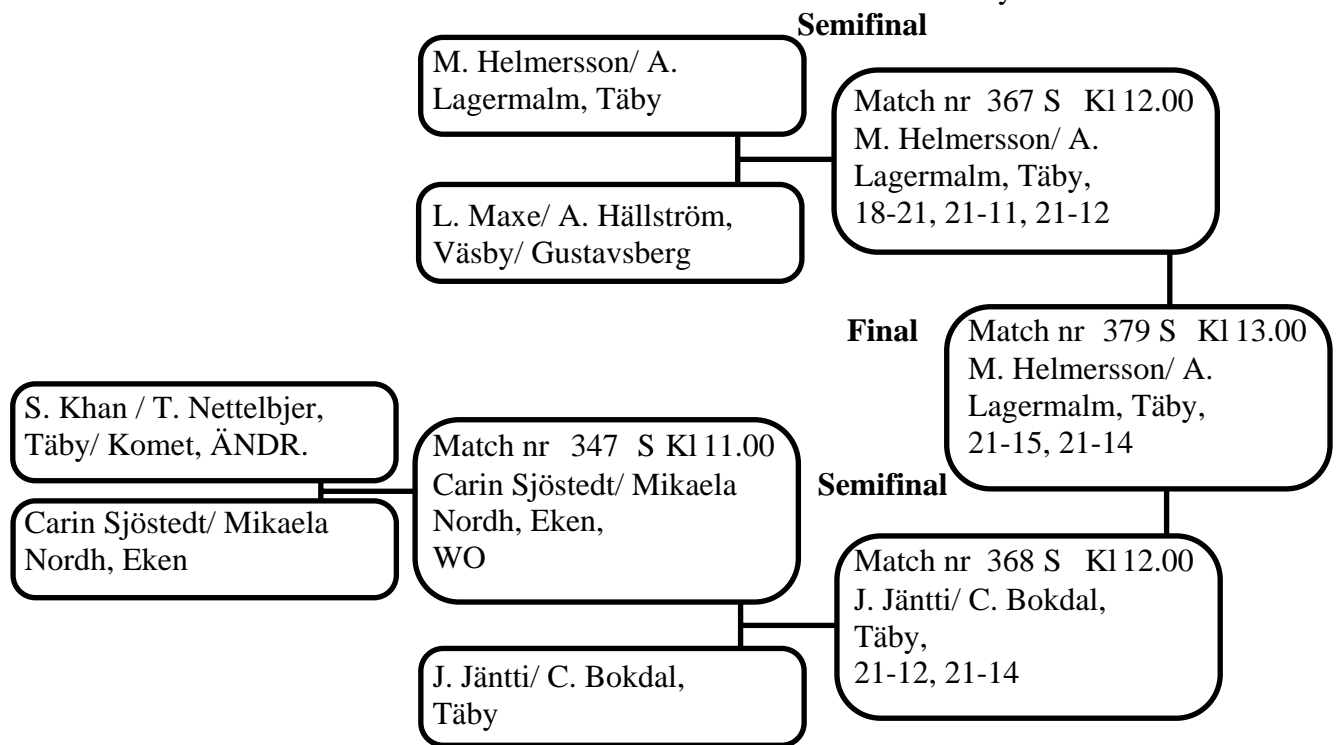 Semifinal
M. Helmersson/ A.
Lagermalm, Täby
Match nr 367 S Kl 12.00
M. Helmersson/ A.
Lagermalm, Täby,
18-21, 21-11, 21-12
L. Maxe/ A. Hällström,
Väsby/ Gustavsberg
Final
Match nr 379 S Kl 13.00
M. Helmersson/ A.
Lagermalm, Täby,
21-15, 21-14
S. Khan / T. Nettelbjer,
Täby/ Komet, ÄNDR.
Match nr 347 S Kl 11.00
Carin Sjöstedt/ Mikaela
Nordh, Eken,
WO
Semifinal
Carin Sjöstedt/ Mikaela
Nordh, Eken
Match nr 368 S Kl 12.00
J. Jäntti/ C. Bokdal,
Täby,
21-12, 21-14
J. Jäntti/ C. Bokdal,
Täby